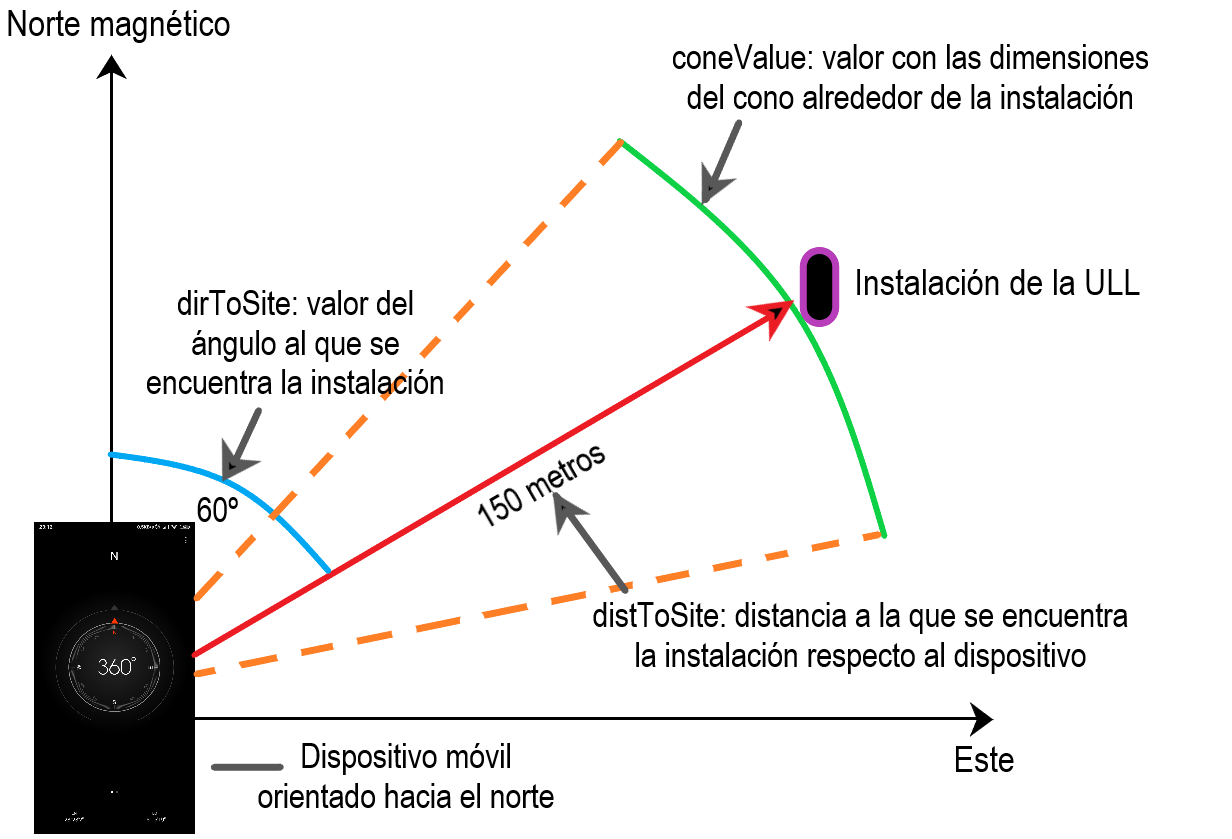 Norte magnético
coneValue: valor con las dimensiones
del cono alrededor de la instalación
Instalación de la ULL
dirToSite: valor del
ángulo al que se
encuentra la instalación
60º
150 metros
N
360°
distToSite: distancia a la que se encuentra
la instalación respecto al dispositivo
Este
Dispositivo móvil
orientado hacia el norte